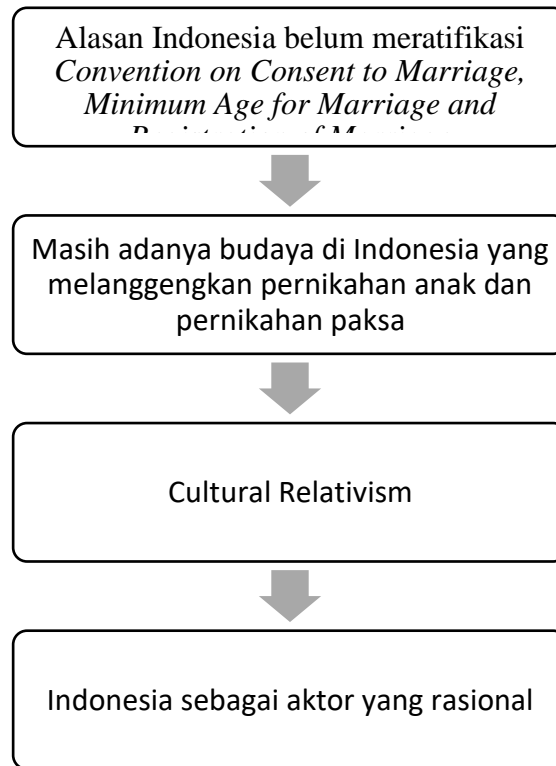 Alasan Indonesia belum meratifikasi
Convention on Consent to Marriage,
Minimum Age for Marriage and
Masih adanya budaya di Indonesia yang
melanggengkan pernikahan anak dan
pernikahan paksa
Cultural Relativism
Indonesia sebagai aktor yang rasional